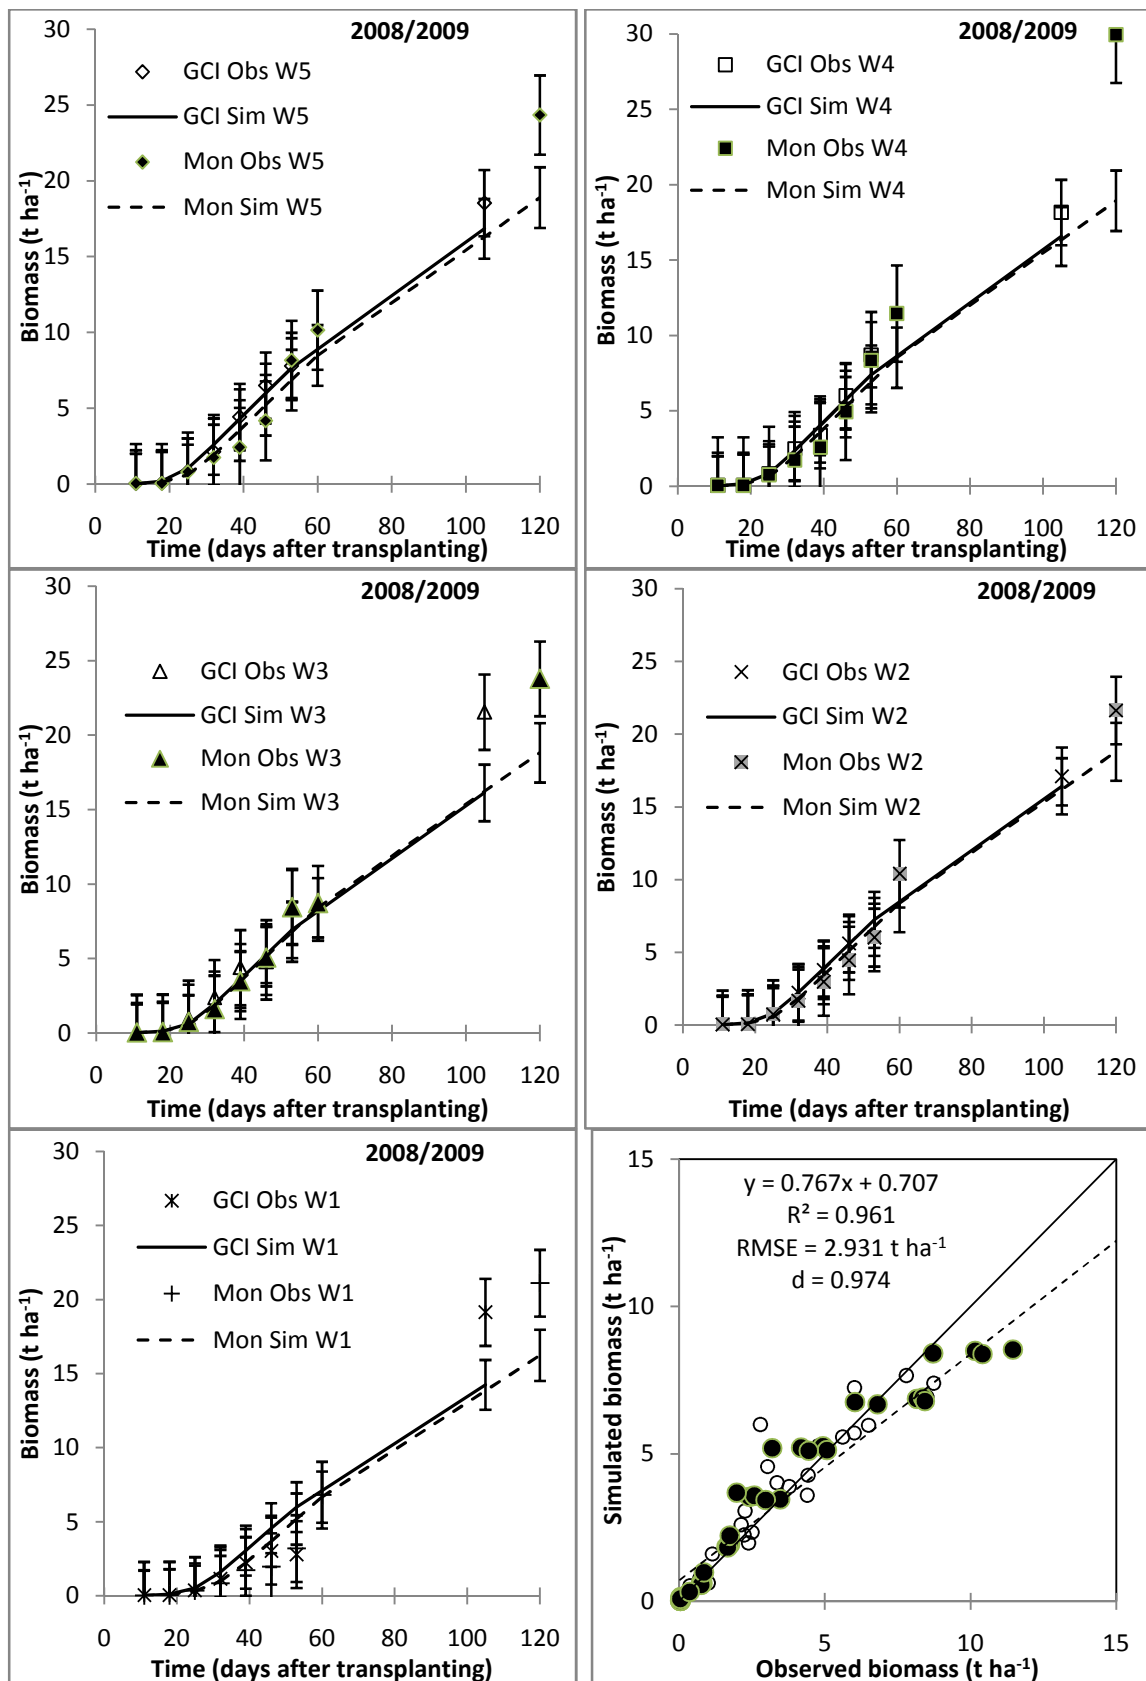 2008/2009
GCI Obs W5
GCI Sim W5
Mon Obs W5
Mon Sim W5
Biomass (t ha⁻¹)
30
25
20
15
10
5
0
0 20 40 60 80 100 120
Time (days after transplanting)
2008/2009
GCI Obs W4
GCI Sim W4
Mon Obs W4
Mon Sim W4
Biomass (t ha⁻¹)
30
25
20
15
10
5
0
0 20 40 60 80 100 120
Time (days after transplanting)
2008/2009
GCI Obs W3
GCI Sim W3
Mon Obs W3
Mon Sim W3
Biomass (t ha⁻¹)
30
25
20
15
10
5
0
0 20 40 60 80 100 120
Time (days after transplanting)
2008/2009
GCI Obs W2
GCI Sim W2
Mon Obs W2
Mon Sim W2
Biomass (t ha⁻¹)
30
25
20
15
10
5
0
0 20 40 60 80 100 120
Time (days after transplanting)
2008/2009
GCI Obs W1
GCI Sim W1
Mon Obs W1
Mon Sim W1
Biomass (t ha⁻¹)
30
25
20
15
10
5
0
0 20 40 60 80 100 120
Time (days after transplanting)
y = 0.767x + 0.707
R² = 0.961
RMSE = 2.931 t ha⁻¹
d = 0.974
Simulated biomass (t ha⁻¹)
15
10
5
0
0 5 10 15
Observed biomass (t ha⁻¹)